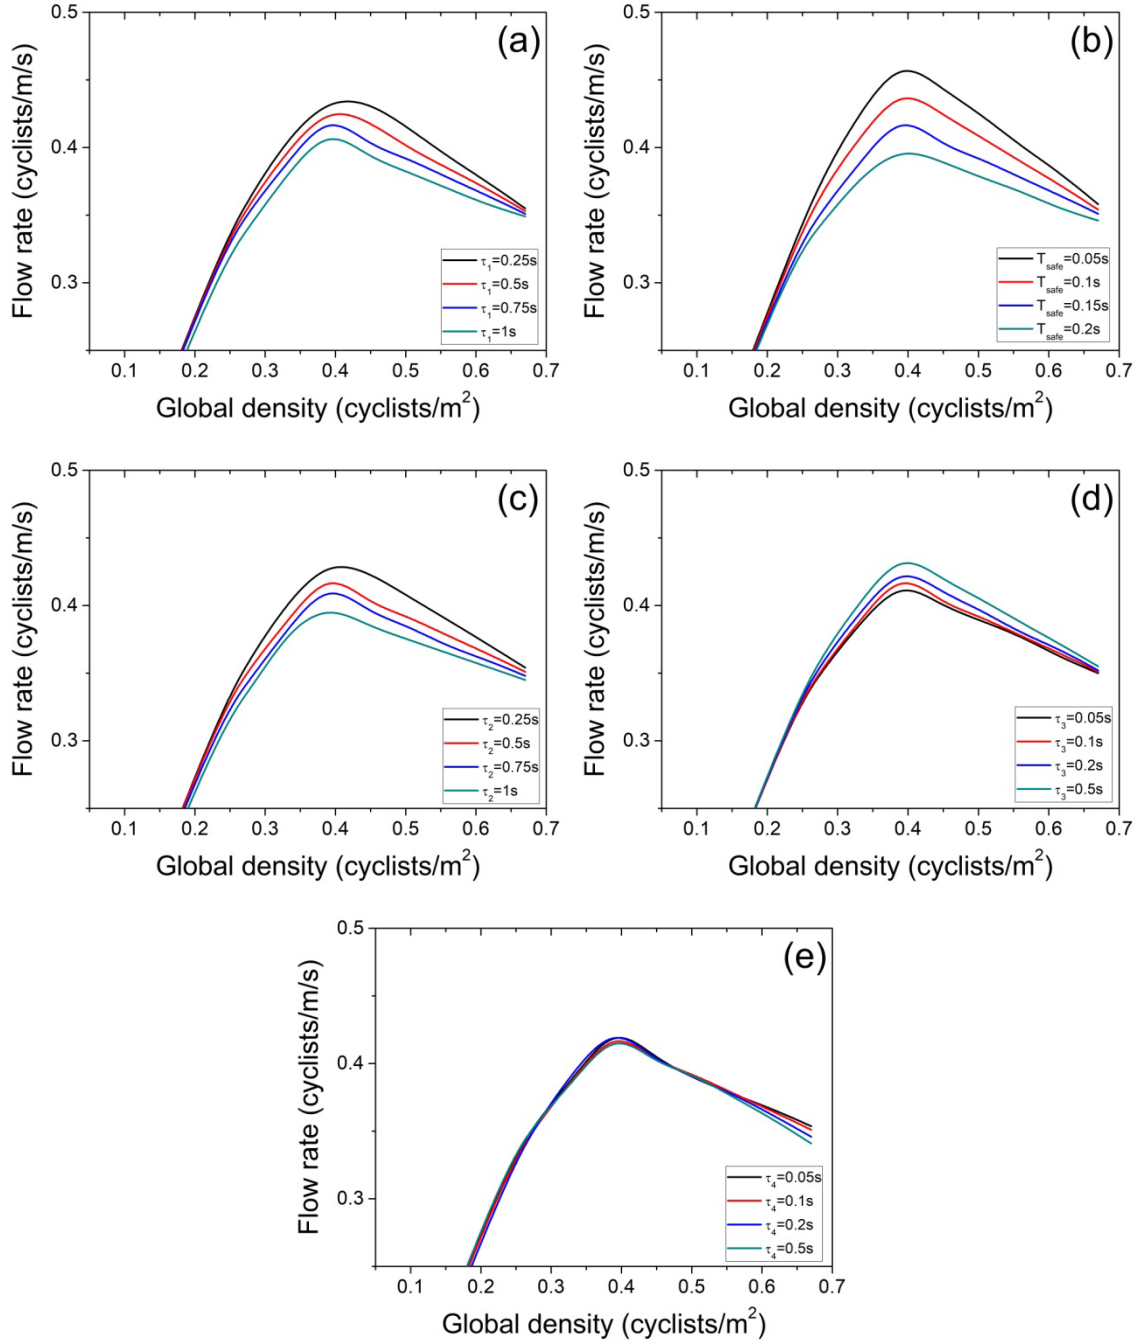 (a)
0.5
0.4
0.3
Flow rate (cyclists/m/s)
τ₁=0.25s
τ₁=0.5s
τ₁=0.75s
τ₁=1s
0.1 0.2 0.3 0.4 0.5 0.6 0.7
Global density (cyclists/m²)
(b)
0.5
0.4
0.3
Flow rate (cyclists/m/s)
T_safe=0.05s
T_safe=0.1s
T_safe=0.15s
T_safe=0.2s
0.1 0.2 0.3 0.4 0.5 0.6 0.7
Global density (cyclists/m²)
(c)
0.5
0.4
0.3
Flow rate (cyclists/m/s)
τ₂=0.25s
τ₂=0.5s
τ₂=0.75s
τ₂=1s
0.1 0.2 0.3 0.4 0.5 0.6 0.7
Global density (cyclists/m²)
(d)
0.5
0.4
0.3
Flow rate (cyclists/m/s)
τ₃=0.05s
τ₃=0.1s
τ₃=0.2s
τ₃=0.5s
0.1 0.2 0.3 0.4 0.5 0.6 0.7
Global density (cyclists/m²)
(e)
0.5
0.4
0.3
Flow rate (cyclists/m/s)
τ₄=0.05s
τ₄=0.1s
τ₄=0.2s
τ₄=0.5s
0.1 0.2 0.3 0.4 0.5 0.6 0.7
Global density (cyclists/m²)